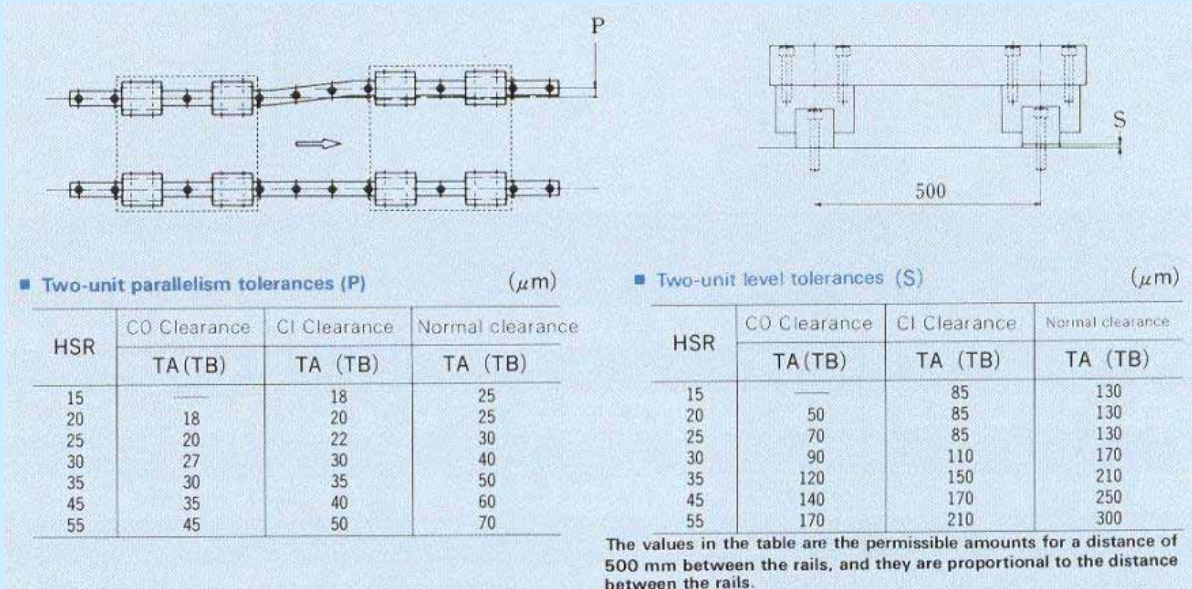 P
S
500
■ Two-unit parallelism tolerances (P) (μm)
HSR CO Clearance CI Clearance Normal clearance
TA(TB) TA (TB) TA (TB)
15 — 18 25
20 18 20 25
25 20 22 30
30 27 30 40
35 30 35 50
45 35 40 60
55 45 50 70
■ Two-unit level tolerances (S) (μm)
HSR CO Clearance CI Clearance Normal clearance
TA(TB) TA (TB) TA (TB)
15 — 85 130
20 50 85 130
25 70 85 130
30 90 110 170
35 120 150 210
45 140 170 250
55 170 210 300
The values in the table are the permissible amounts for a distance of
500 mm between the rails, and they are proportional to the distance
between the rails.